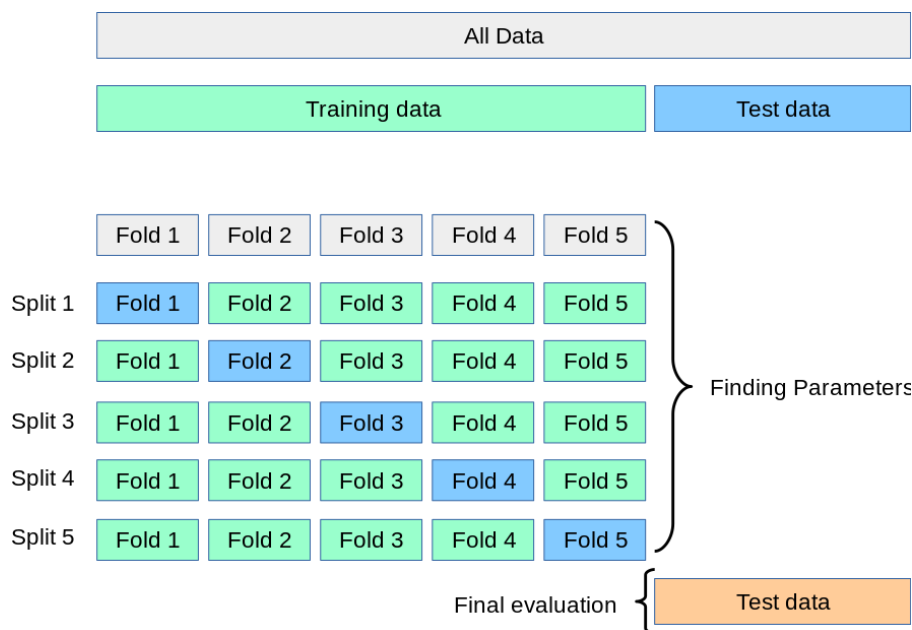 All Data
Training data Test data
Fold 1 Fold 2 Fold 3 Fold 4 Fold 5
Split 1 Fold 1 Fold 2 Fold 3 Fold 4 Fold 5
Split 2 Fold 1 Fold 2 Fold 3 Fold 4 Fold 5
Finding Parameters
Split 3 Fold 1 Fold 2 Fold 3 Fold 4 Fold 5
Split 4 Fold 1 Fold 2 Fold 3 Fold 4 Fold 5
Split 5 Fold 1 Fold 2 Fold 3 Fold 4 Fold 5
Final evaluation Test data